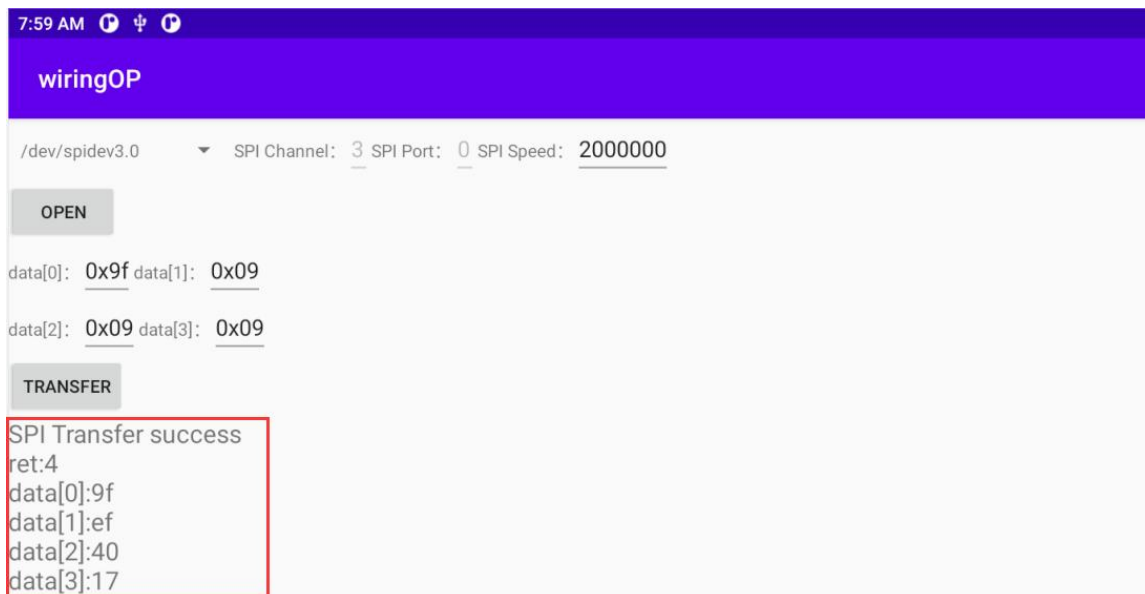 7:59 AM
wiringOP
/dev/spidev3.0 SPI Channel: 3 SPI Port: 0 SPI Speed: 2000000
OPEN
data[0]: 0x9f data[1]: 0x09
data[2]: 0x09 data[3]: 0x09
TRANSFER
SPI Transfer success
ret:4
data[0]:9f
data[1]:ef
data[2]:40
data[3]:17